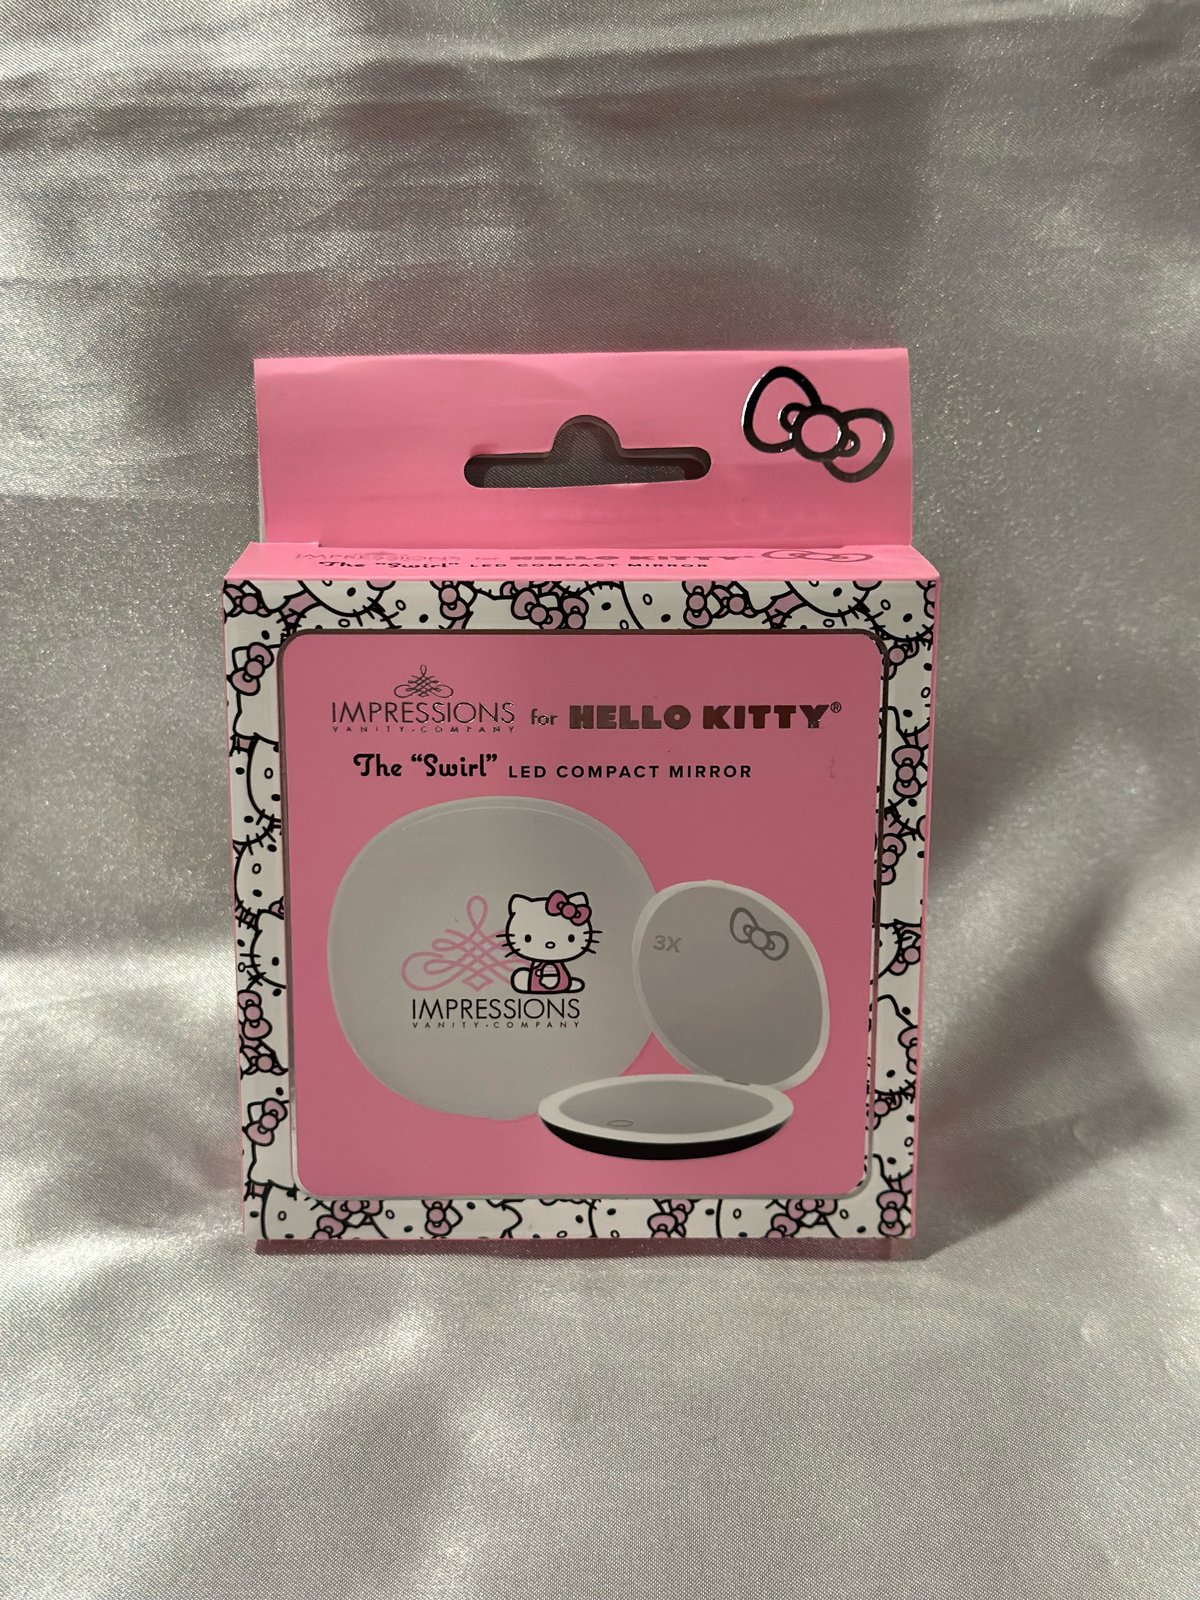 IMPRESSIONS for HELLO KITTY®
The "Swirl" LED COMPACT MIRROR
IMPRESSIONS for HELLO KITTY®
VANITY • COMPANY
The "Swirl" LED COMPACT MIRROR
3X
IMPRESSIONS
VANITY • COMPANY